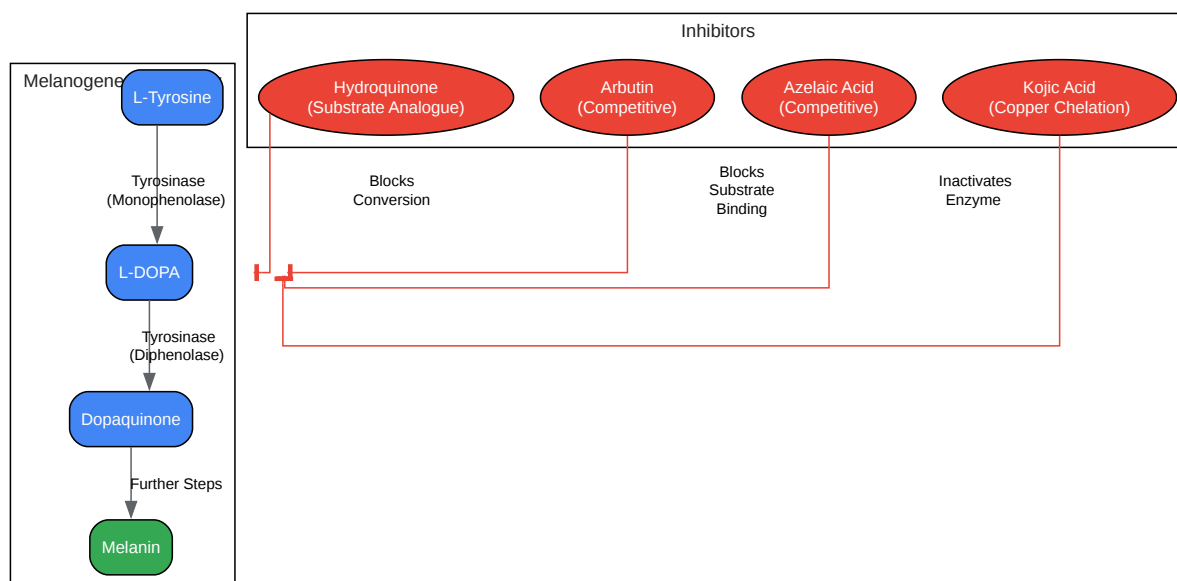 Inhibitors
Melanogene
L-Tyrosine
Hydroquinone
(Substrate Analogue)
Arbutin
(Competitive)
Azelaic Acid
(Competitive)
Kojic Acid
(Copper Chelation)
Tyrosinase
(Monophenolase)
Blocks
Conversion
Blocks
Substrate
Binding
Inactivates
Enzyme
L-DOPA
Tyrosinase
(Diphenolase)
Dopaquinone
Further Steps
Melanin